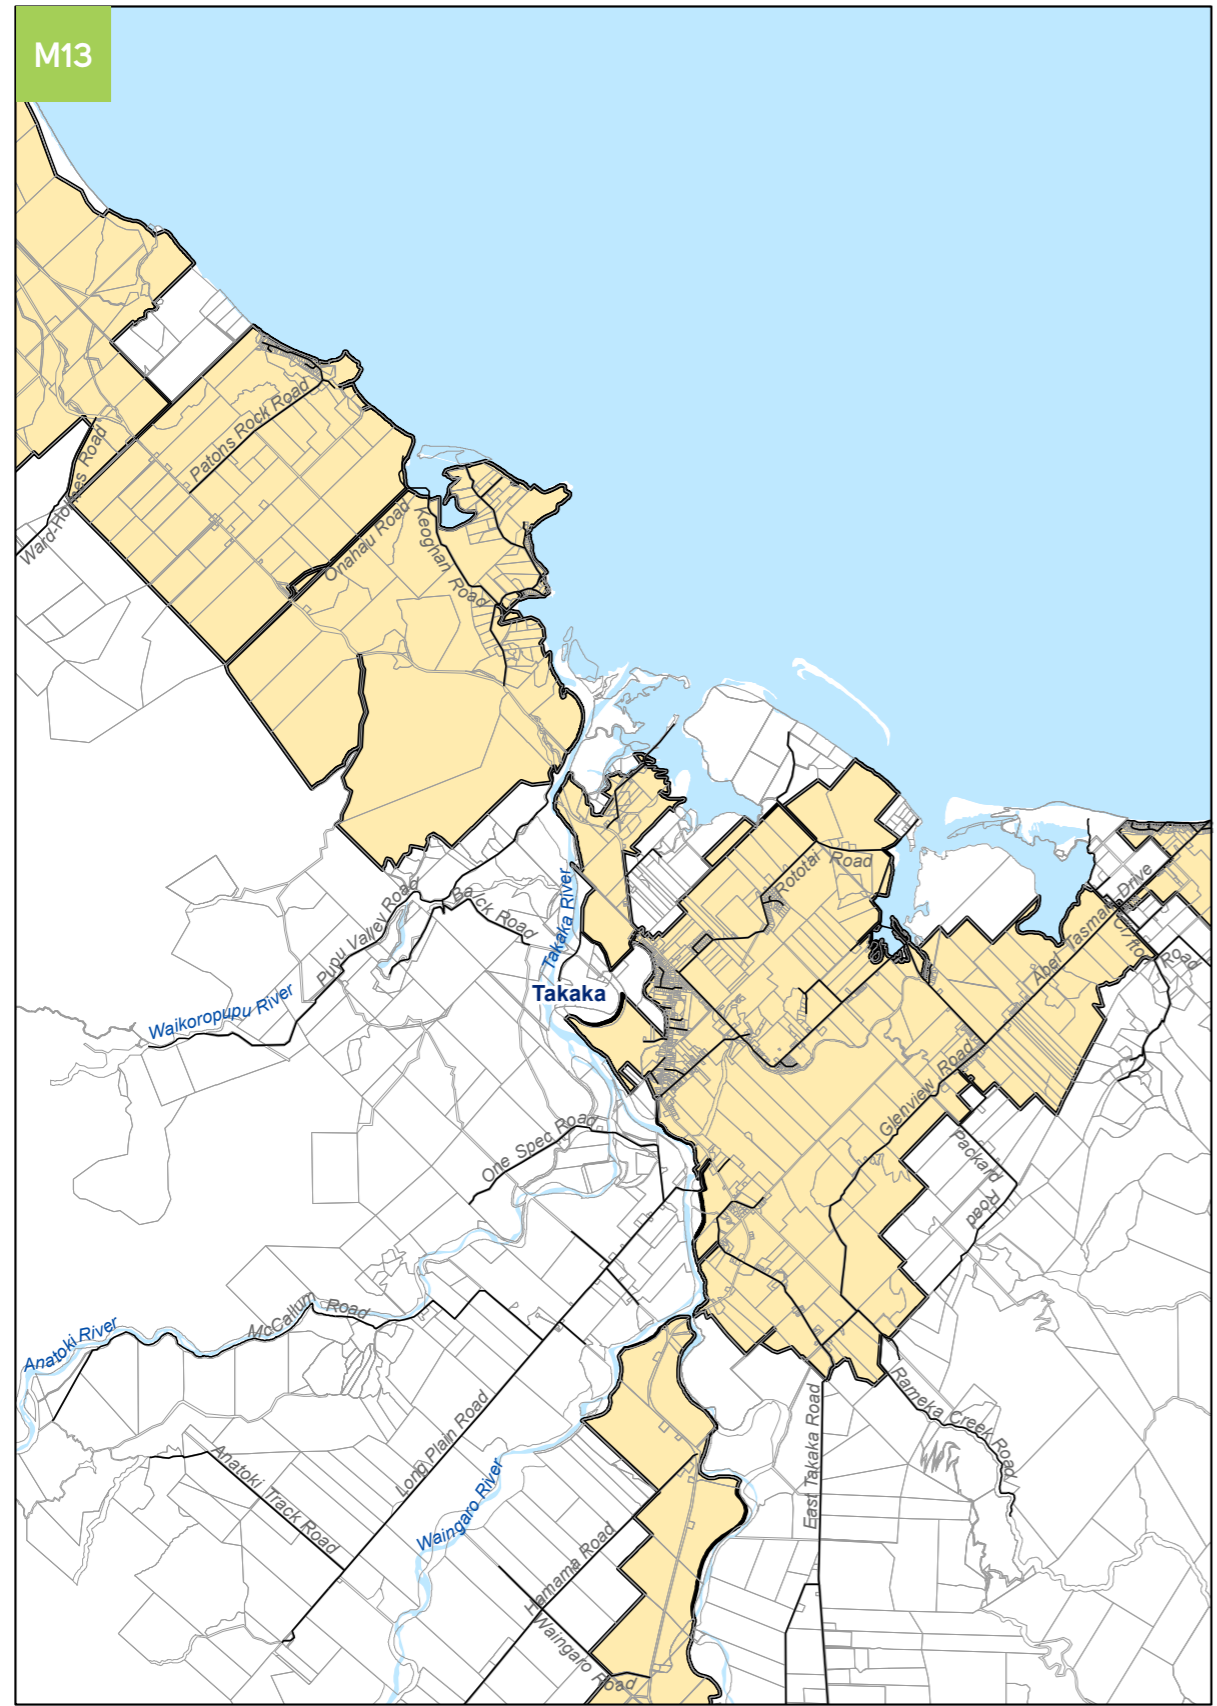 M13
Patons Rock Road
Ward-Holmes Road
Onahau Road
Keoghan Road
Rototai Road
Abel Tasman Drive
Pupu Valley Road
Back Road
Takaka River
Road
Takaka
Waikoropupu River
Glenview Road
One Spec Road
Packard Road
McCallum Road
Anatoki River
Rameka Creek Road
East Takaka Road
Long Plain Road
Anatoki Track Road
Waingaro River
Hamama Road
Waingaro Road